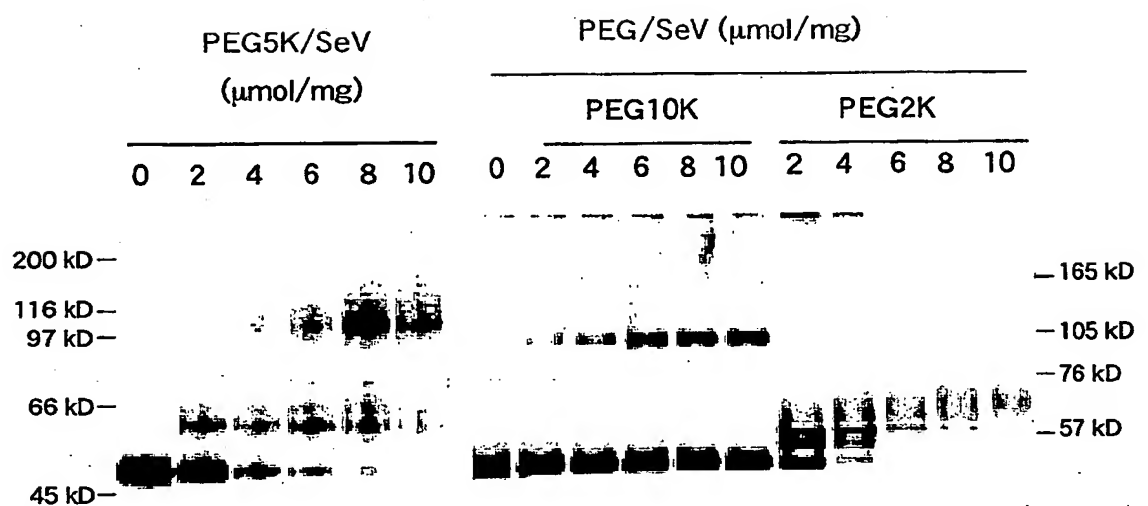 PEG5K/SeV
(μmol/mg)
0 2 4 6 8 10
PEG/SeV (μmol/mg)
PEG10K PEG2K
0 2 4 6 8 10 2 4 6 8 10
200 kD
116 kD
97 kD
66 kD
45 kD
165 kD
105 kD
76 kD
57 kD